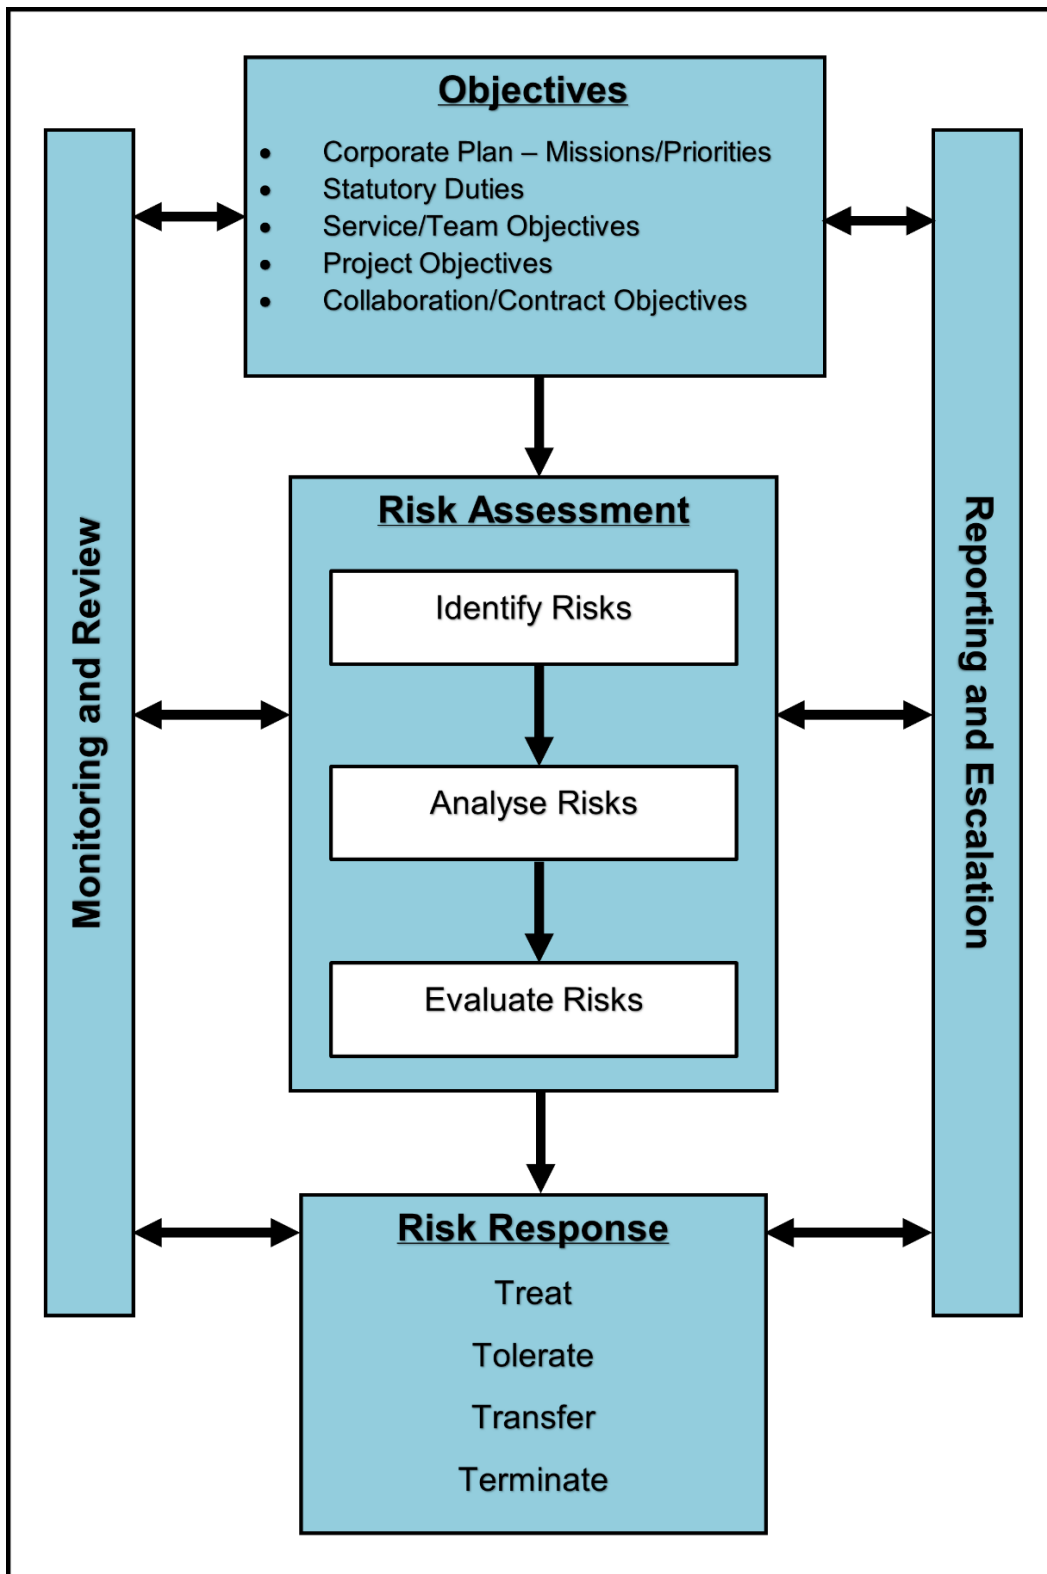 Objectives
• Corporate Plan – Missions/Priorities
• Statutory Duties
• Service/Team Objectives
• Project Objectives
• Collaboration/Contract Objectives
Monitoring and Review
Risk Assessment
Identify Risks
Analyse Risks
Evaluate Risks
Reporting and Escalation
Risk Response
Treat
Tolerate
Transfer
Terminate